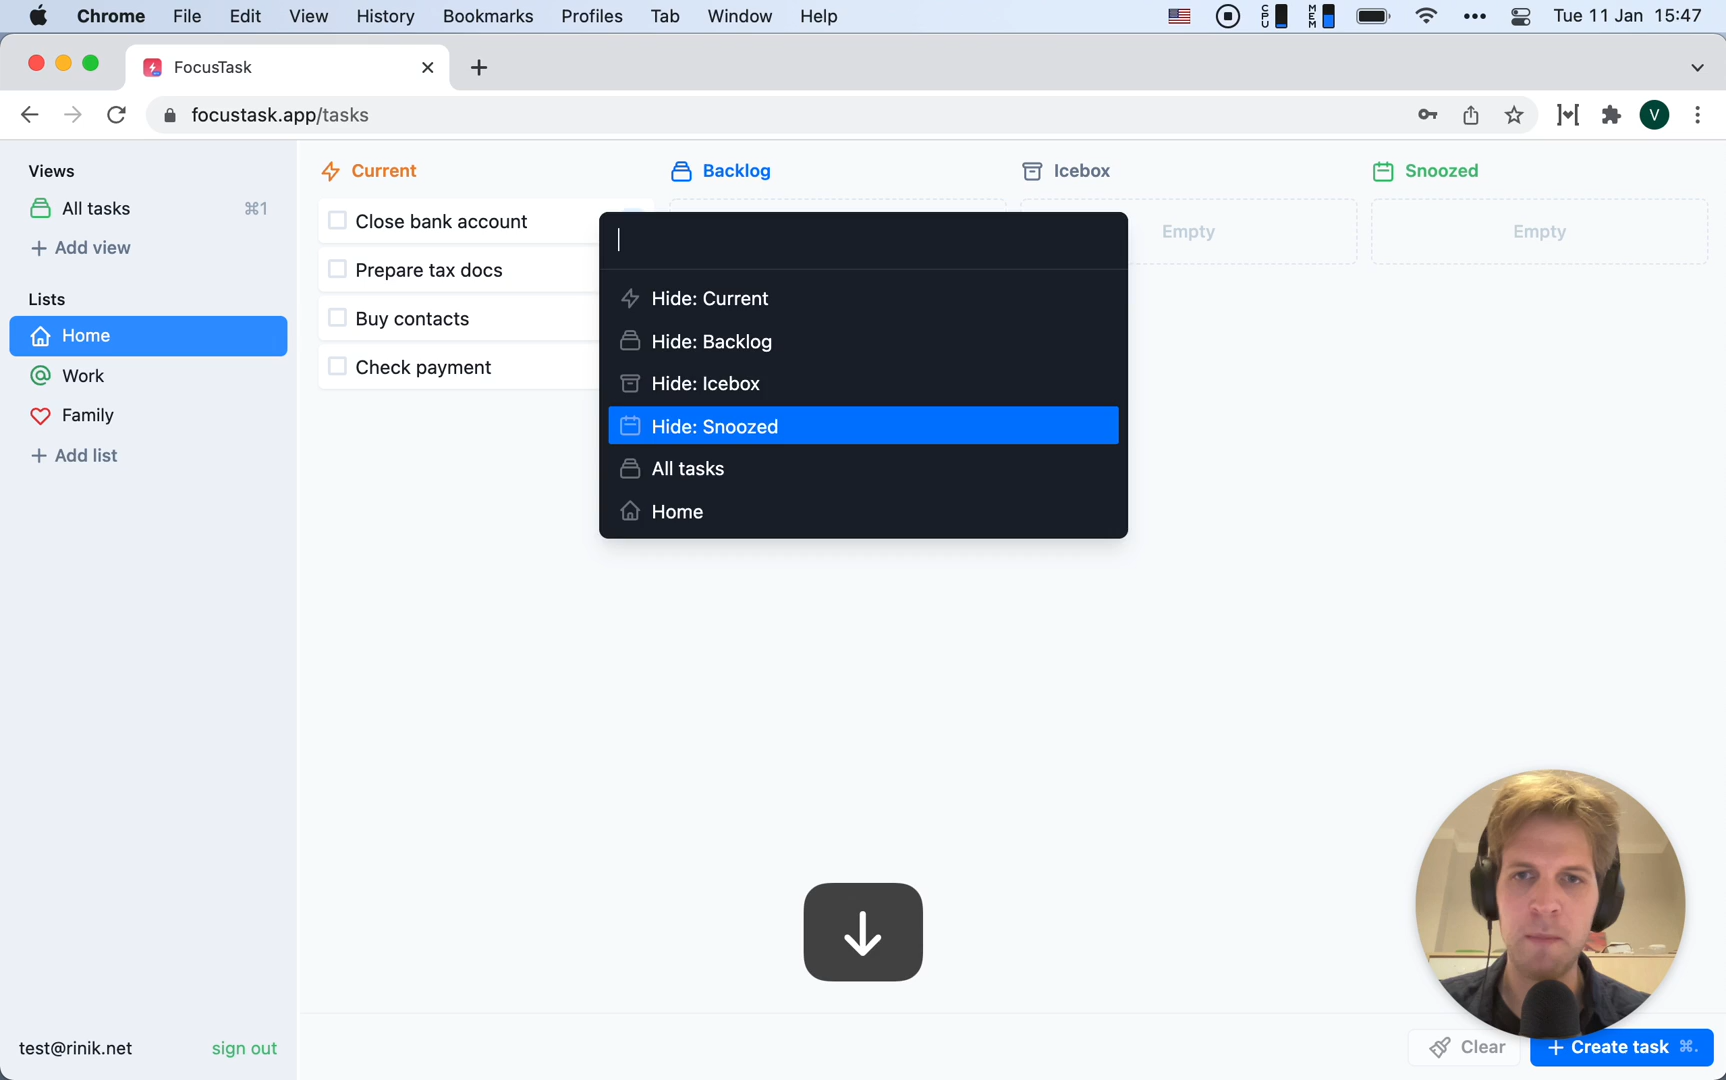 Chrome File Edit View History Bookmarks Profiles Tab Window Help CPU MEM Tue 11 Jan 15:47
FocusTask
focustask.app/tasks V
Views
All tasks ⌘1
+ Add view
Lists
Home
Work
Family
+ Add list
Current Backlog Icebox Snoozed
Close bank account
Prepare tax docs
Buy contacts
Check payment
Empty Empty
Hide: Current
Hide: Backlog
Hide: Icebox
Hide: Snoozed
All tasks
Home
test@rinik.net sign out
Clear + Create task ⌘.